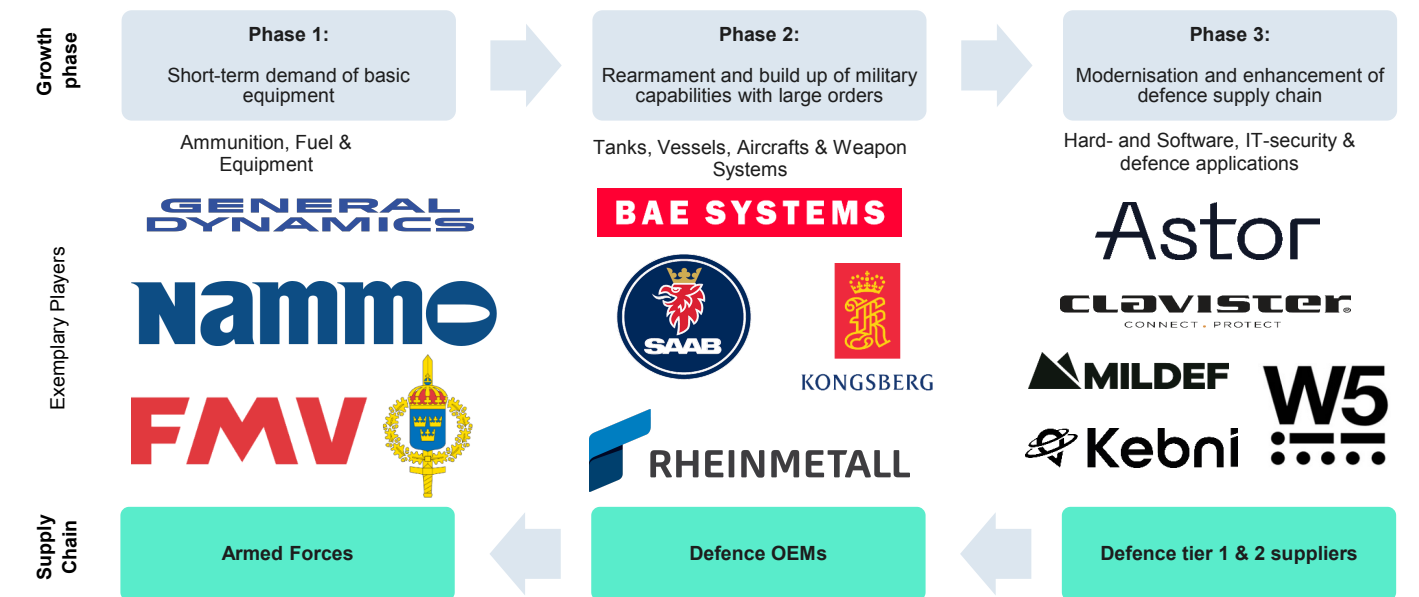 Growth
phase
Phase 1:
Short-term demand of basic
equipment
Phase 2:
Rearmament and build up of military
capabilities with large orders
Phase 3:
Modernisation and enhancement of
defence supply chain
Ammunition, Fuel &
Equipment
Tanks, Vessels, Aircrafts & Weapon
Systems
Hard- and Software, IT-security &
defence applications
Exemplary Players
GENERAL
DYNAMICS
Nammo
FMV
BAE SYSTEMS
SAAB
KONGSBERG
RHEINMETALL
Astor
CLAVISTER®
CONNECT . PROTECT
MILDEF
W5
Kebni
Supply
Chain
Armed Forces
Defence OEMs
Defence tier 1 & 2 suppliers